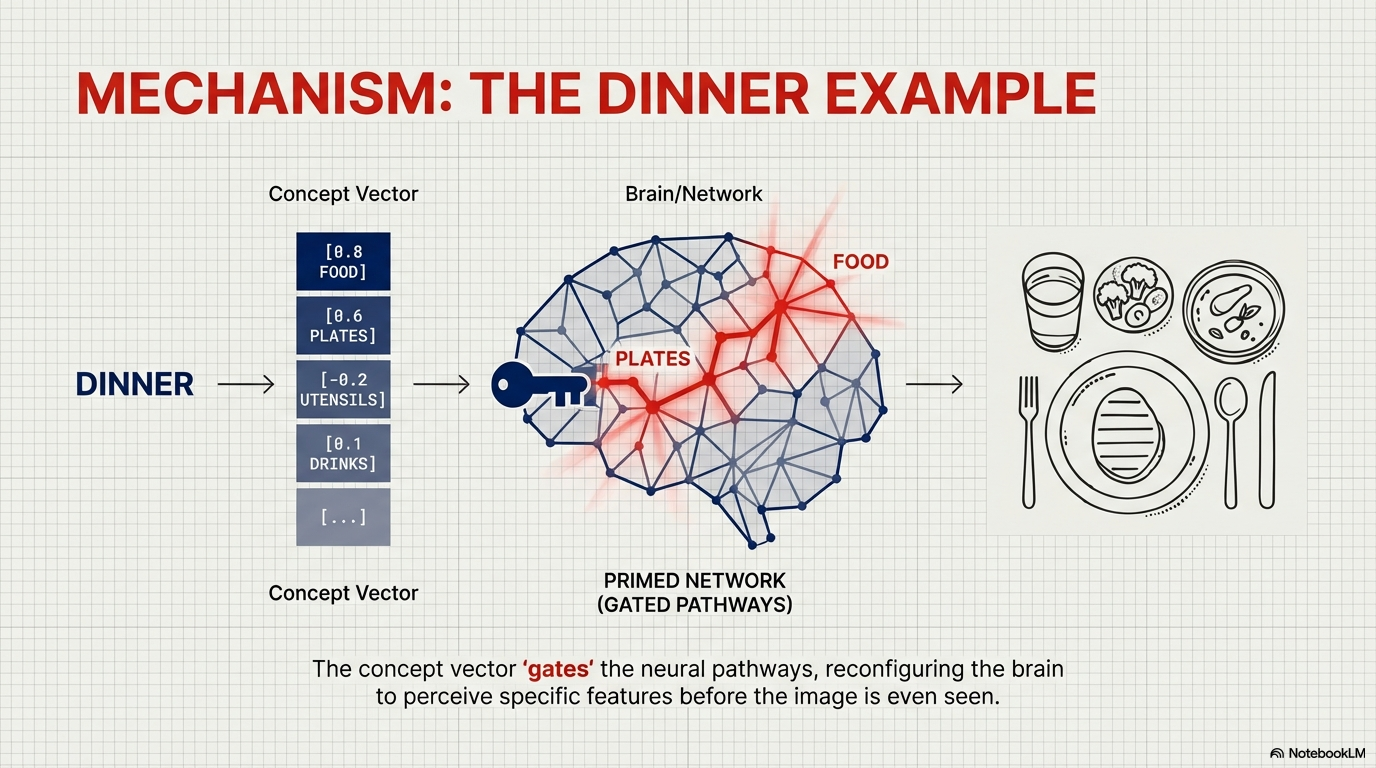 MECHANISM: THE DINNER EXAMPLE
Concept Vector
Brain/Network
DINNER
[0.8
FOOD]
[0.6
PLATES]
[-0.2
UTENSILS]
[0.1
DRINKS]
[...]
FOOD
PLATES
Concept Vector
PRIMED NETWORK
(GATED PATHWAYS)
The concept vector ‘gates‘ the neural pathways, reconfiguring the brain
to perceive specific features before the image is even seen.
NotebookLM